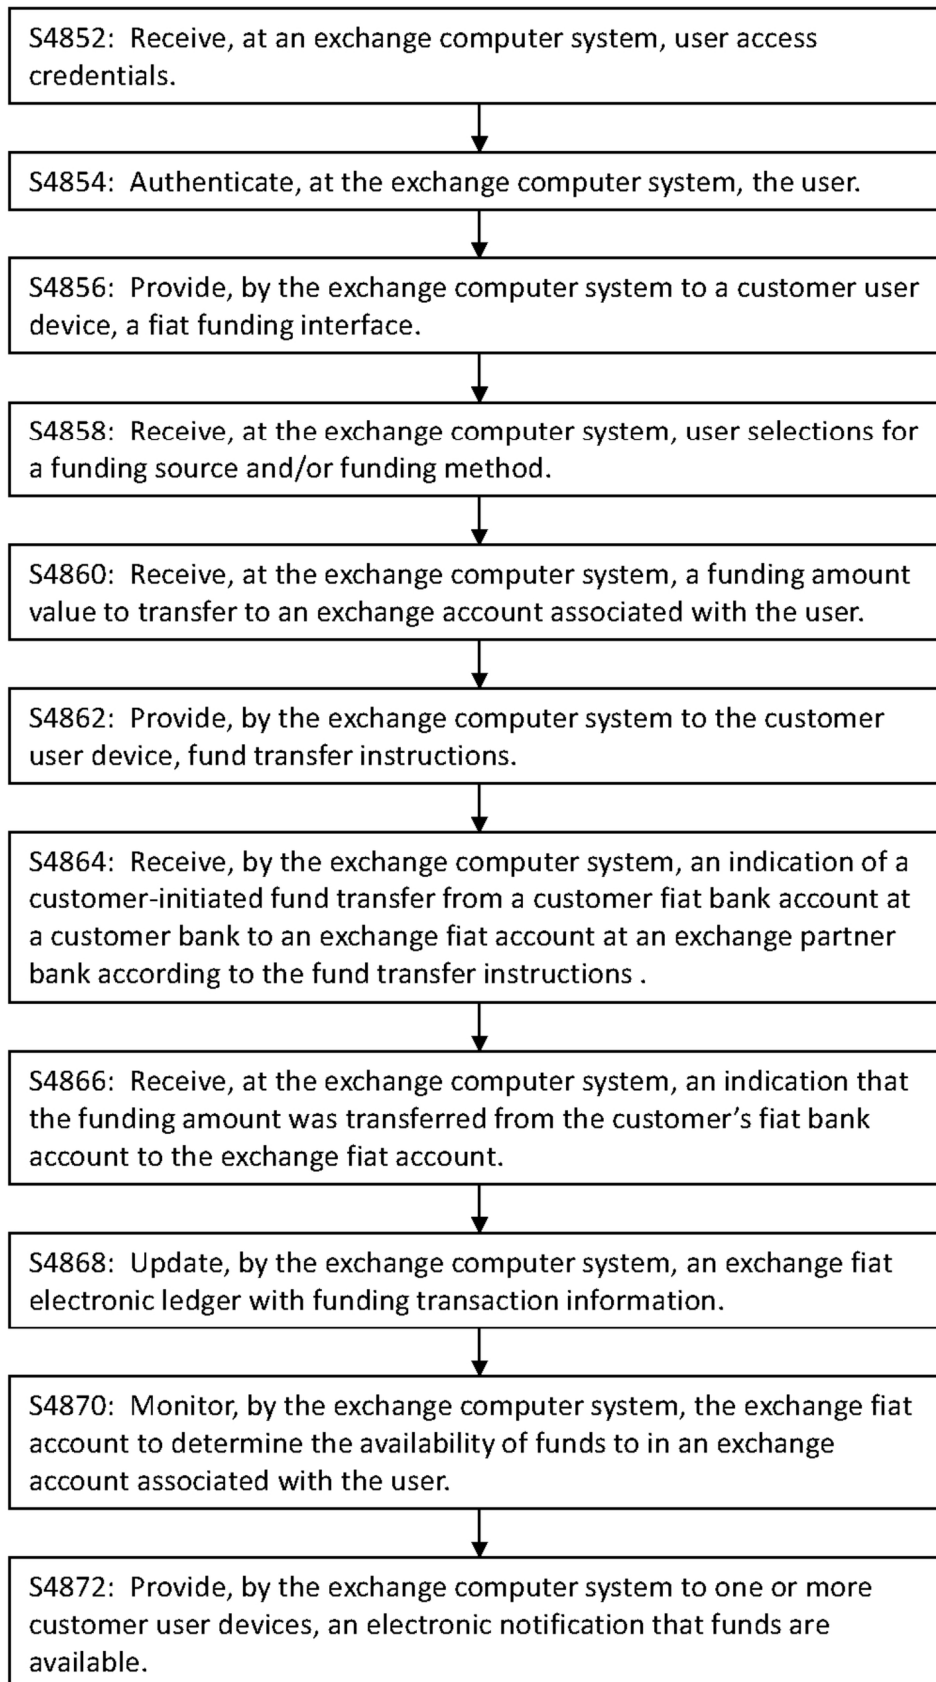 S4852:  Receive, at an exchange computer system, user access
credentials.
S4854:  Authenticate, at the exchange computer system, the user.
S4856:  Provide, by the exchange computer system to a customer user
device, a fiat funding interface.
S4858:  Receive, at the exchange computer system, user selections for
a funding source and/or funding method.
S4860:  Receive, at the exchange computer system, a funding amount
value to transfer to an exchange account associated with the user.
S4862:  Provide, by the exchange computer system to the customer
user device, fund transfer instructions.
S4864:  Receive, by the exchange computer system, an indication of a
customer-initiated fund transfer from a customer fiat bank account at
a customer bank to an exchange fiat account at an exchange partner
bank according to the fund transfer instructions .
S4866:  Receive, at the exchange computer system, an indication that
the funding amount was transferred from the customer’s fiat bank
account to the exchange fiat account.
S4868:  Update, by the exchange computer system, an exchange fiat
electronic ledger with funding transaction information.
S4870:  Monitor, by the exchange computer system, the exchange fiat
account to determine the availability of funds to in an exchange
account associated with the user.
S4872:  Provide, by the exchange computer system to one or more
customer user devices, an electronic notification that funds are
available.